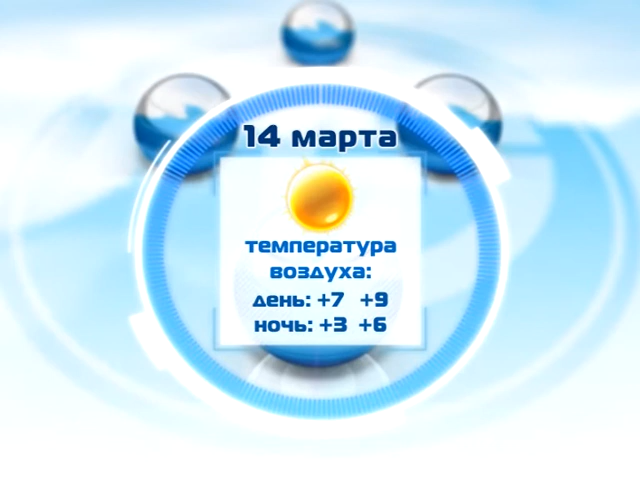 14 марта
температура
воздуха:
день: +7 +9
ночь: +3 +6